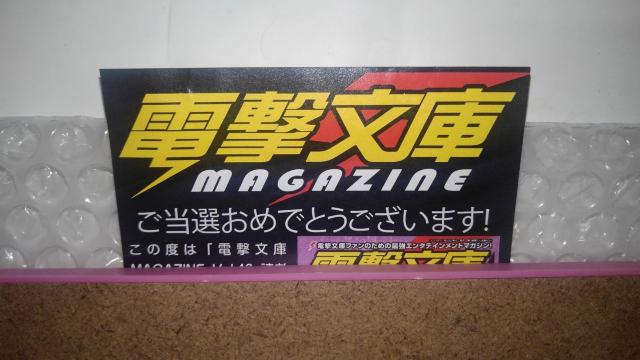 電撃文庫
MAGAZINE
ご当選おめでとうございます!
この度は「電撃文庫
電撃文庫ファンのための最強エンタテインメントマガジン!
MAGAZINE
電撃文庫